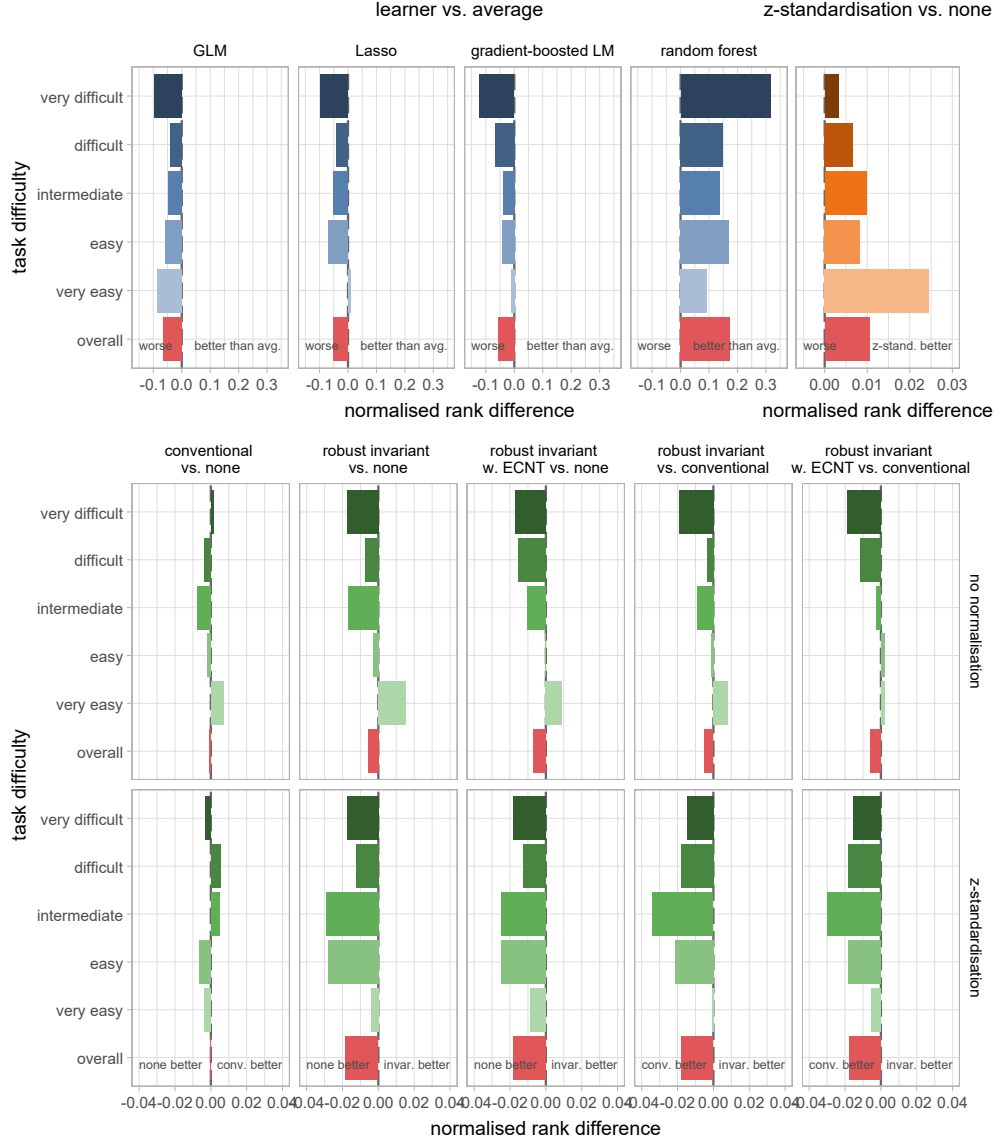 learner vs. average
z-standardisation vs. none
GLM
Lasso
gradient-boosted LM
random forest
task difficulty
very difficult
difficult
intermediate
easy
very easy
overall
worse better than avg.
worse better than avg.
worse better than avg.
worse better than avg.
worse z-stand. better
-0.1 0.0 0.1 0.2 0.3
-0.1 0.0 0.1 0.2 0.3
-0.1 0.0 0.1 0.2 0.3
-0.1 0.0 0.1 0.2 0.3
0.00 0.01 0.02 0.03
normalised rank difference
normalised rank difference
conventional
vs. none
robust invariant
vs. none
robust invariant
w. ECNT vs. none
robust invariant
vs. conventional
robust invariant
w. ECNT vs. conventional
task difficulty
very difficult
difficult
intermediate
easy
very easy
overall
no normalisation
very difficult
difficult
intermediate
easy
very easy
overall
z-standardisation
none better conv. better
none better invar. better
none better invar. better
conv. better invar. better
conv. better invar. better
-0.04 -0.02 0.00 0.02 0.04
-0.04 -0.02 0.00 0.02 0.04
-0.04 -0.02 0.00 0.02 0.04
-0.04 -0.02 0.00 0.02 0.04
-0.04 -0.02 0.00 0.02 0.04
normalised rank difference